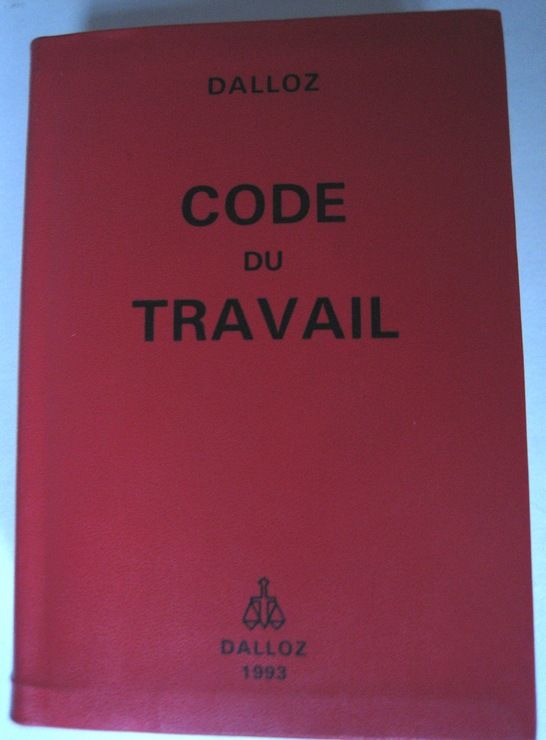 DALLOZ
CODE
DU
TRAVAIL
DALLOZ
1993